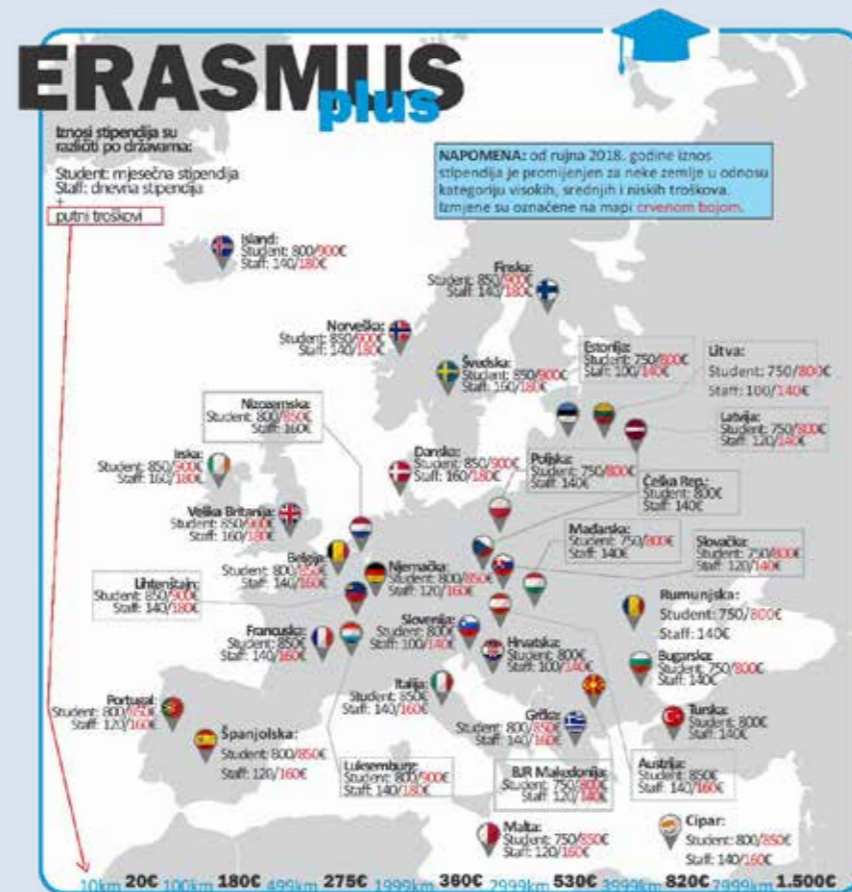 ERASMUS
plus
Iznosi stipendija su
različiti po državama:
Student: mjesečna stipendija
Staff: dnevna stipendija
+
putni troškovi
NAPOMENA: od rujna 2018. godine iznos
stipendija je promijenjen za neke zemlje u odnosu
kategoriju visokih, srednjih i niskih troškova.
Izmjene su označene na mapi crvenom bojom.
Island:
Student: 800/900€
Staff: 140/180€
Finska:
Student: 850/900€
Staff: 140/180€
Norveška:
Student: 850/900€
Staff: 140/180€
Švedska:
Student: 850/900€
Staff: 160/180€
Estonija:
Student: 750/800€
Staff: 100/140€
Litva:
Student: 750/800€
Staff: 100/140€
Latvija:
Student: 750/800€
Staff: 120/140€
Nizozemska:
Student: 800/850€
Staff: 160€
Irska:
Student: 850/900€
Staff: 160/180€
Danska:
Student: 850/900€
Staff: 160/180€
Poljska:
Student: 750/800€
Staff: 140€
Češka Rep.:
Student: 800€
Staff: 140€
Velika Britanija:
Student: 850/900€
Staff: 160/180€
Mađarska:
Student: 750/800€
Staff: 140€
Slovačka:
Student: 750/800€
Staff: 120/140€
Belgija:
Student: 800/850€
Staff: 140/160€
Njemačka:
Student: 800/850€
Staff: 120/160€
Lihtenštajn:
Student: 850/900€
Staff: 140/180€
Rumunjska:
Student: 750/800€
Staff: 140€
Francuska:
Student: 850€
Staff: 140/160€
Slovenija:
Student: 800€
Staff: 100/140€
Hrvatska:
Student: 800€
Staff: 100/140€
Bugarska:
Student: 750/800€
Staff: 140€
Italija:
Student: 850€
Staff: 140/160€
Portugal:
Student: 800/850€
Staff: 120/160€
Španjolska:
Student: 800/850€
Staff: 120/160€
Grčka:
Student: 800/850€
Staff: 140/160€
Turska:
Student: 800€
Staff: 140€
Luksemburg:
Student: 800/900€
Staff: 140/180€
BJR Makedonija:
Student: 750/800€
Staff: 120/140€
Austrija:
Student: 850€
Staff: 140/160€
Malta:
Student: 750/850€
Staff: 120/160€
Cipar:
Student: 800/850€
Staff: 140/160€
10km 20€ 100km 180€ 499km 275€ 1999km 360€ 2999km 530€ 3999km 820€ 7999km 1.500€